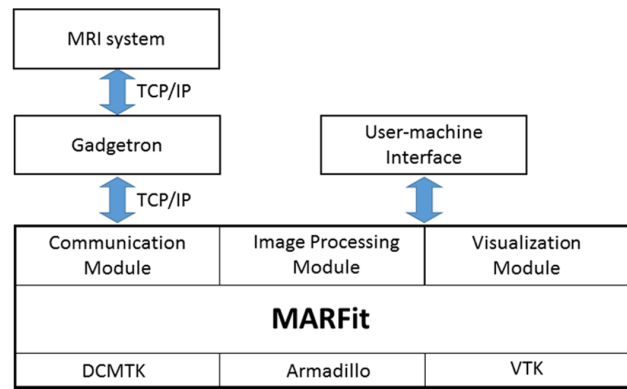 MRI system
TCP/IP
Gadgetron
User-machine
Interface
TCP/IP
Communication
Module
Image Processing
Module
Visualization
Module
MARFit
DCMTK
Armadillo
VTK